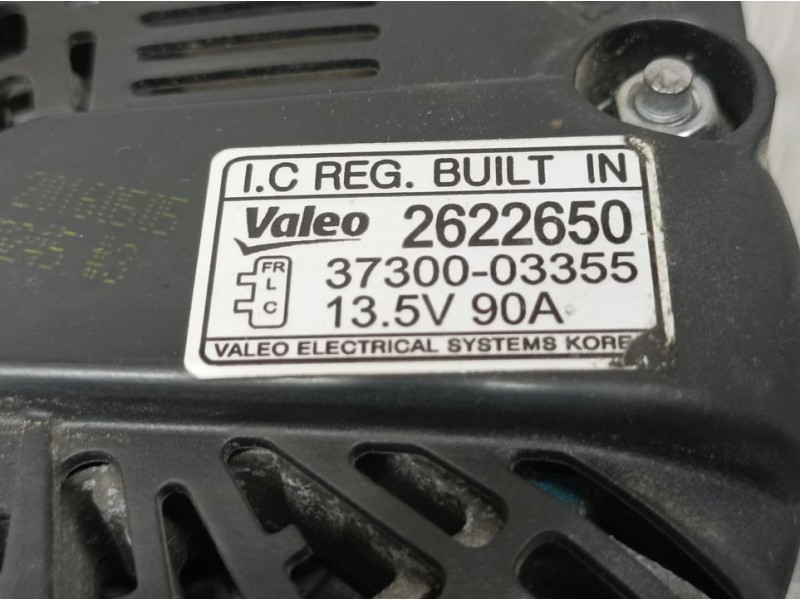 I.C REG. BUILT IN
Valeo 2622650
FR
L
C
37300-03355
13.5V 90A
VALEO ELECTRICAL SYSTEMS KORE